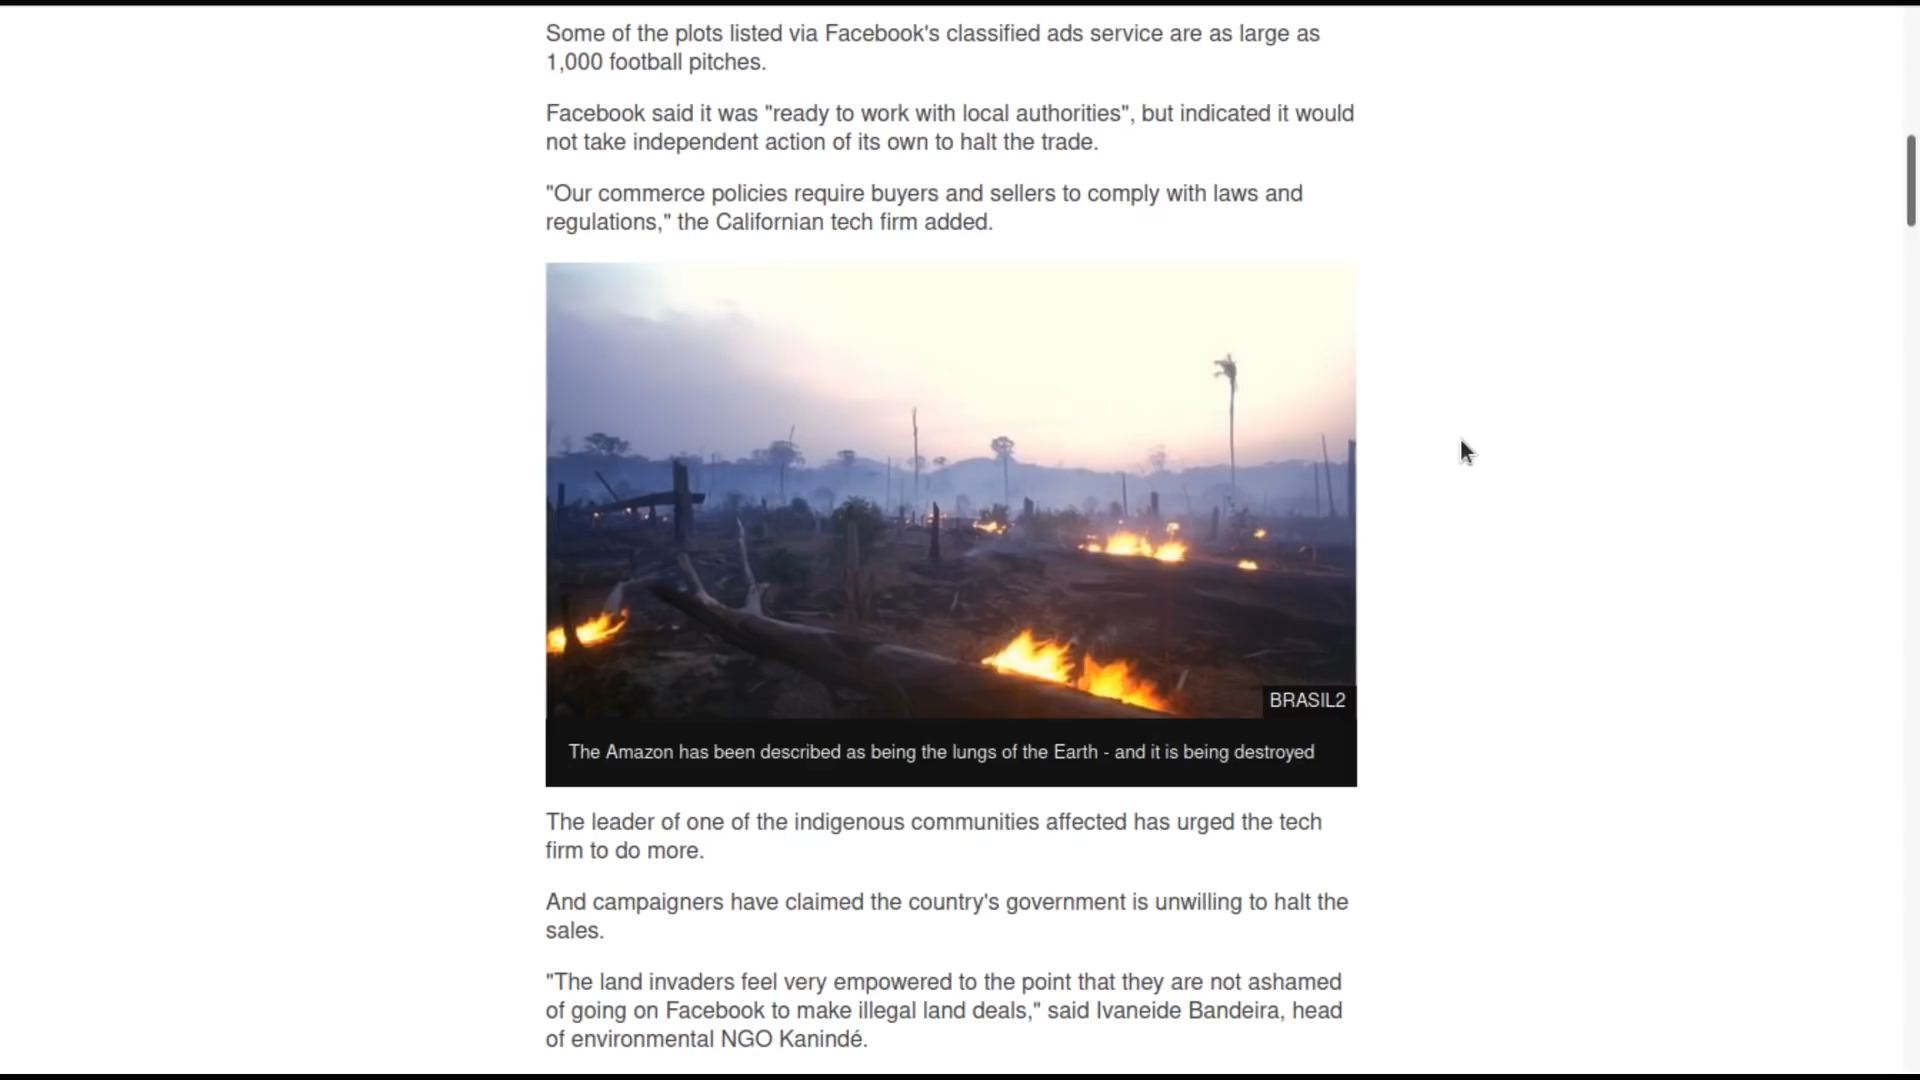 Some of the plots listed via Facebook's classified ads service are as large as
1,000 football pitches.
Facebook said it was "ready to work with local authorities", but indicated it would
not take independent action of its own to halt the trade.
"Our commerce policies require buyers and sellers to comply with laws and
regulations," the Californian tech firm added.
BRASIL2
The Amazon has been described as being the lungs of the Earth - and it is being destroyed
The leader of one of the indigenous communities affected has urged the tech
firm to do more.
And campaigners have claimed the country's government is unwilling to halt the
sales.
"The land invaders feel very empowered to the point that they are not ashamed
of going on Facebook to make illegal land deals," said Ivaneide Bandeira, head
of environmental NGO Kanindé.